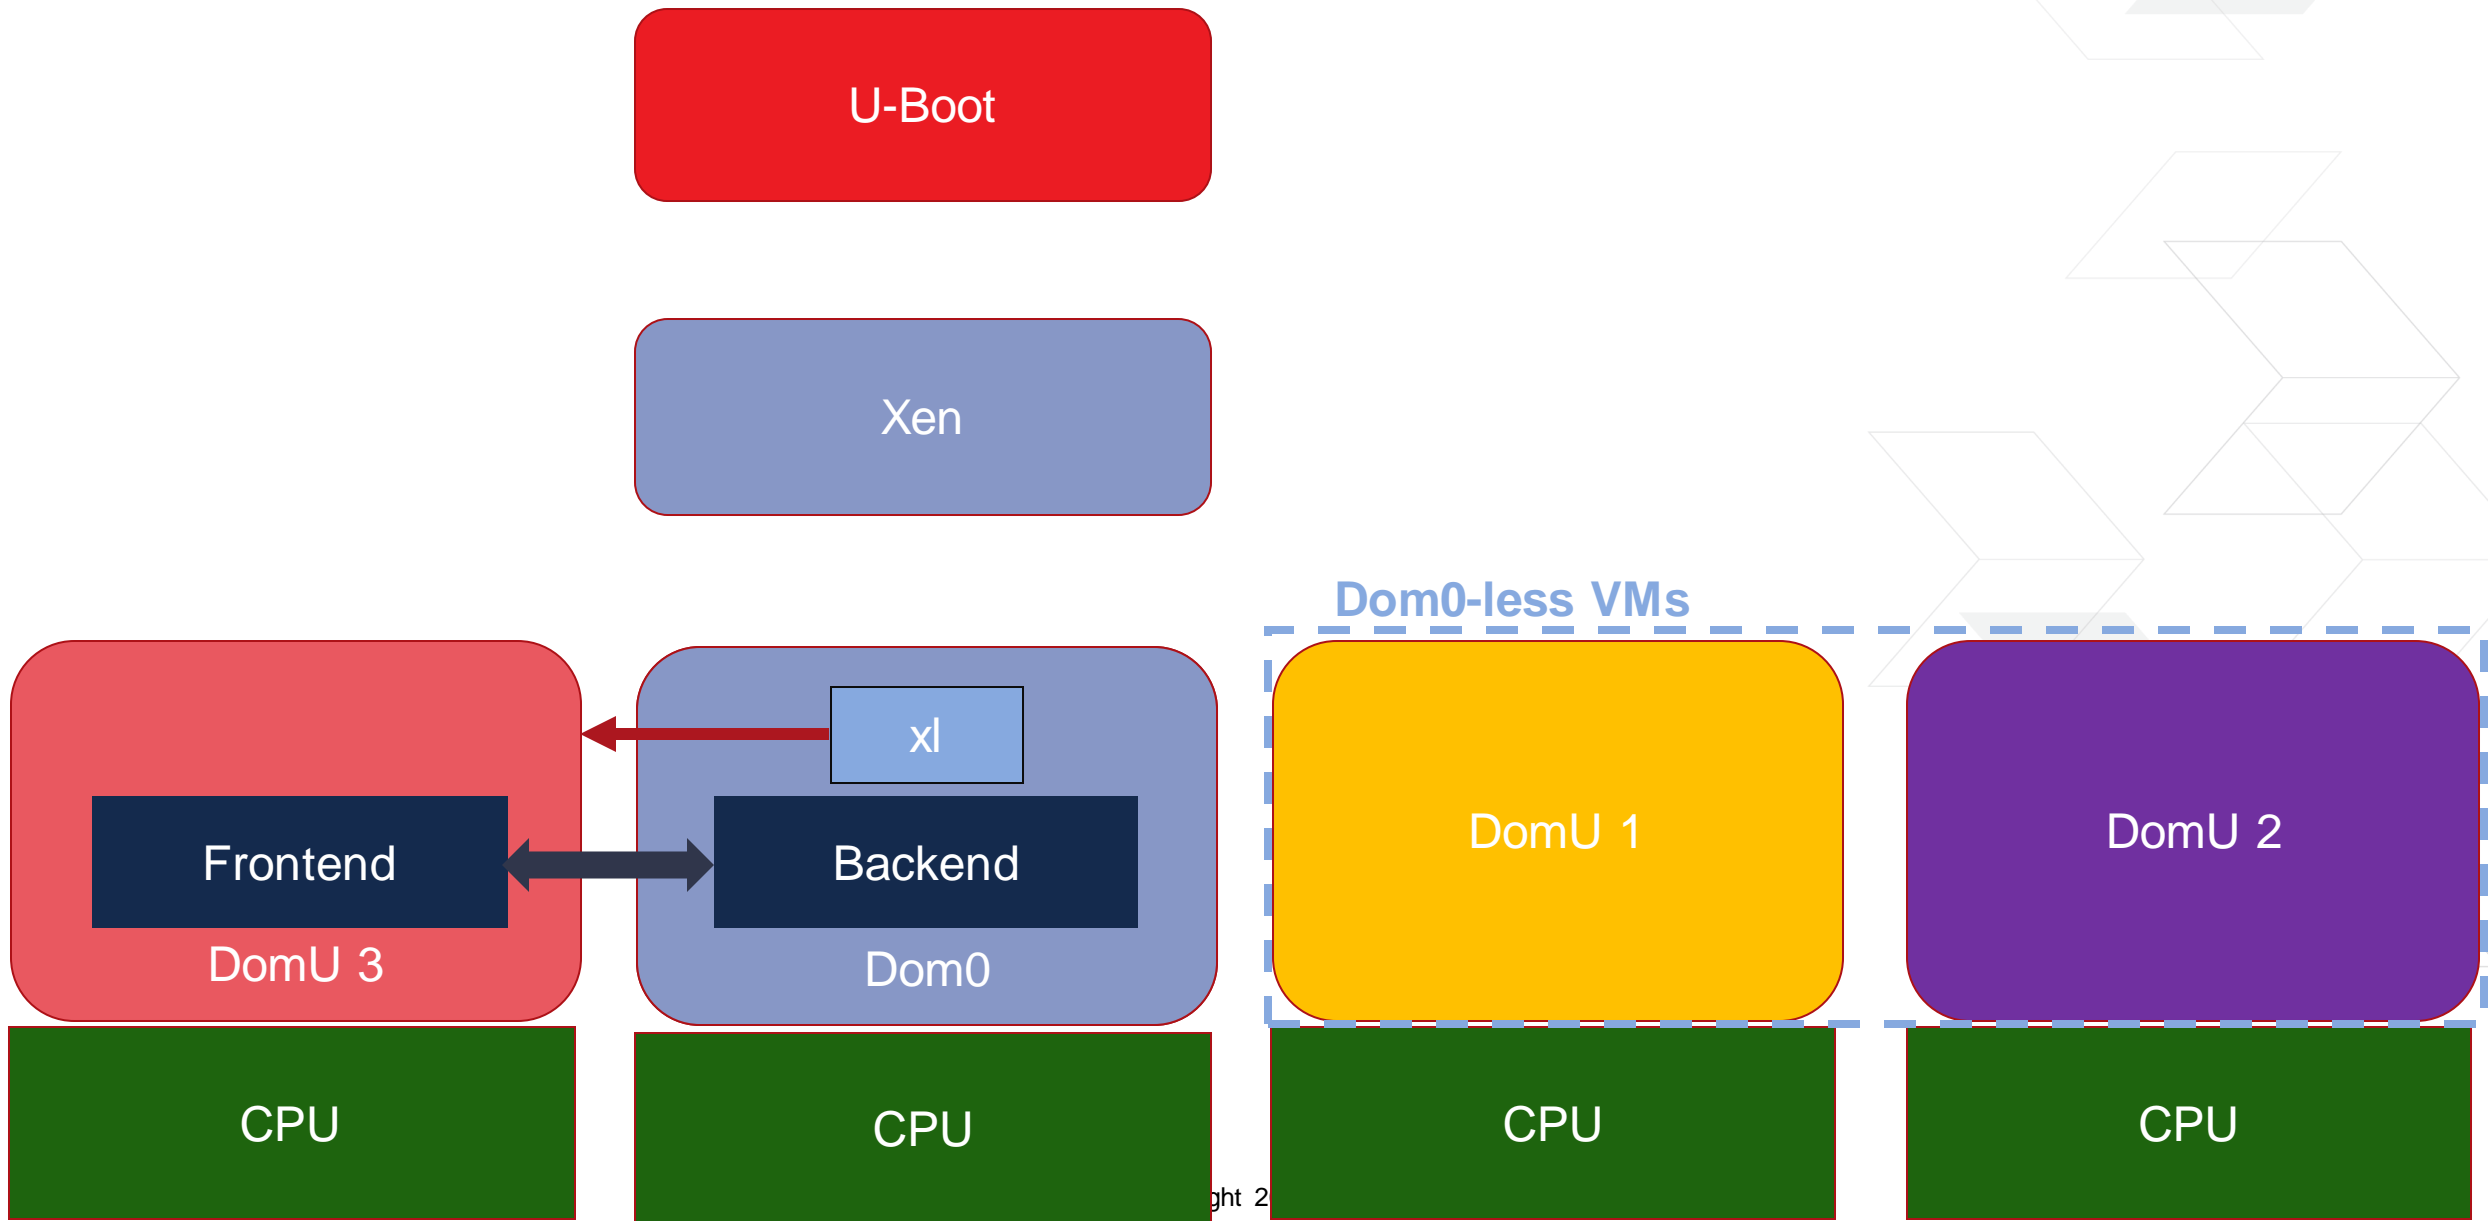 U-Boot
Xen
Dom0-less VMs
xl
Frontend
Backend
DomU 3
Dom0
DomU 1
DomU 2
CPU
CPU
CPU
CPU